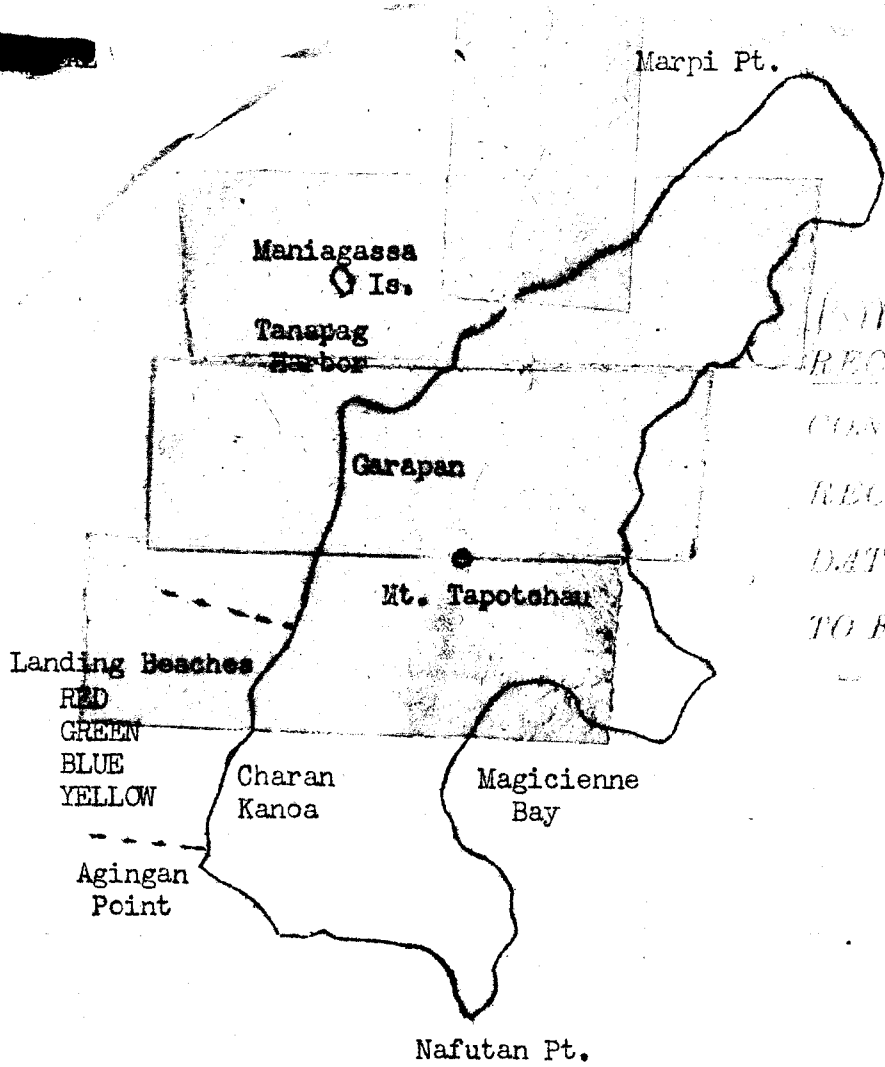 Marpi Pt.
Maniagassa
Is.
Tanapag
Harbor
Garapan
Mt. Tapotchau
Landing Beaches
RED
GREEN
BLUE
YELLOW
Charan
Kanoa
Magicienne
Bay
Agingan
Point
Nafutan Pt.
TO